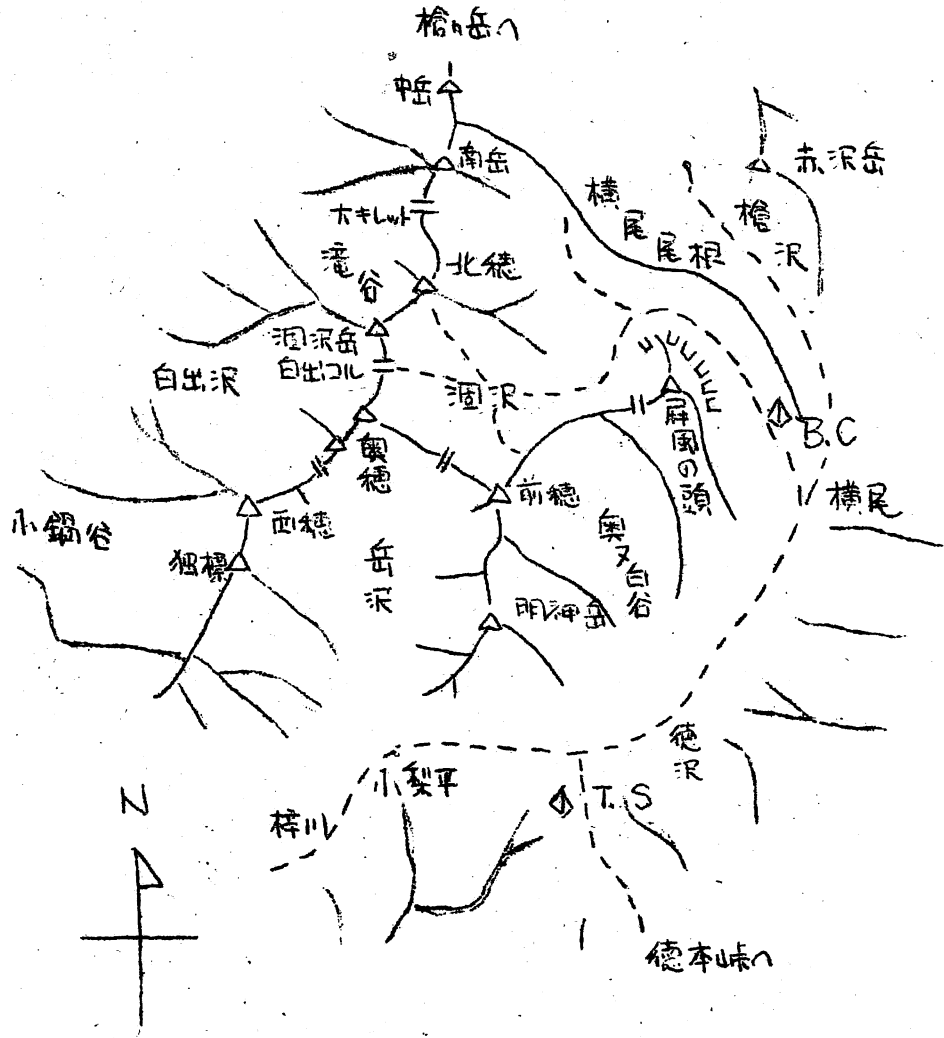 槍ヶ岳へ
中岳
南岳
赤沢岳
大キレット
横尾尾根
槍沢
滝谷
北穂
涸沢岳
白出コル
白出沢
涸沢
屏風の頭
B.C
奥穂
前穂
横尾
西穂
小鍋谷
独標
岳沢
奥又白谷
明神岳
徳沢
小梨平
T.S
梓川
N
徳本峠へ